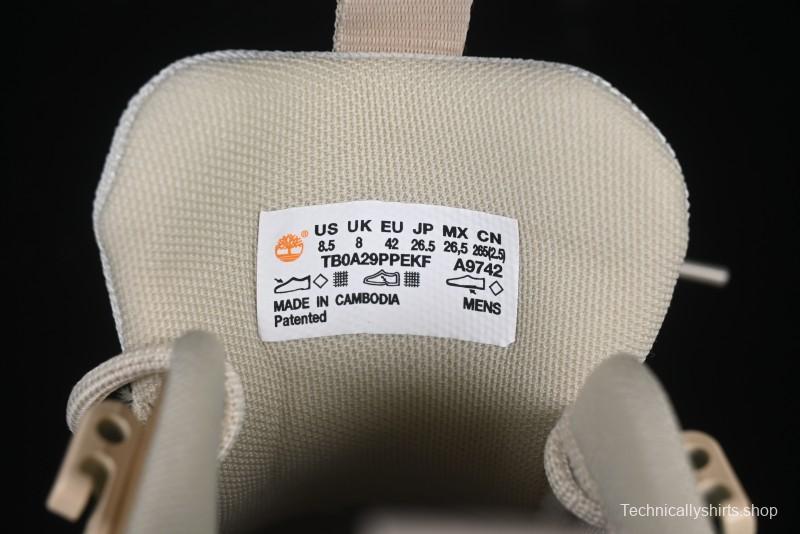 ® US UK EU JP MX CN
8.5 8 42 26.5 26,5 265(2.5)
TB0A29PPEKF A9742
MADE IN CAMBODIA MENS
Patented
Technicallyshirts.shop